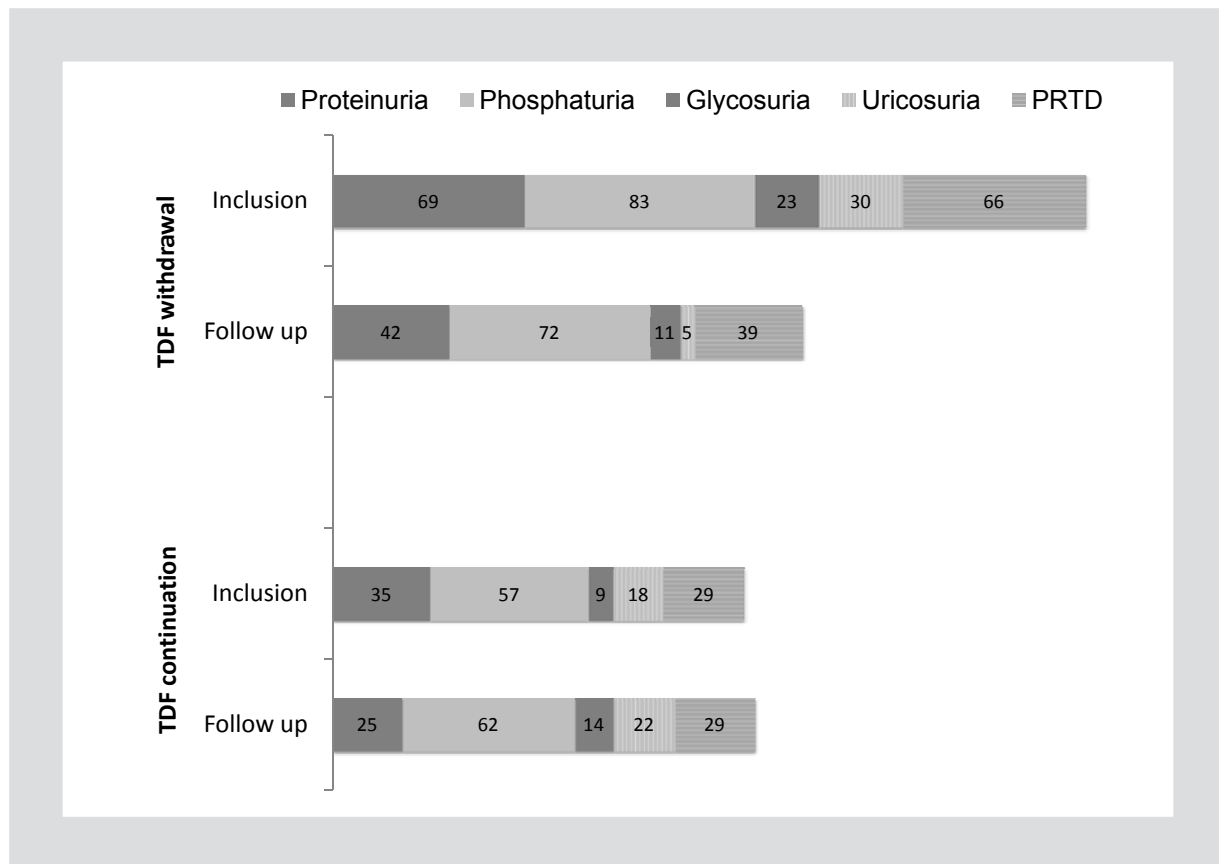 Proteinuria Phosphaturia Glycosuria Uricosuria PRTD
TDF withdrawal
Inclusion 69 83 23 30 66
Follow up 42 72 11 5 39
TDF continuation
Inclusion 35 57 9 18 29
Follow up 25 62 14 22 29